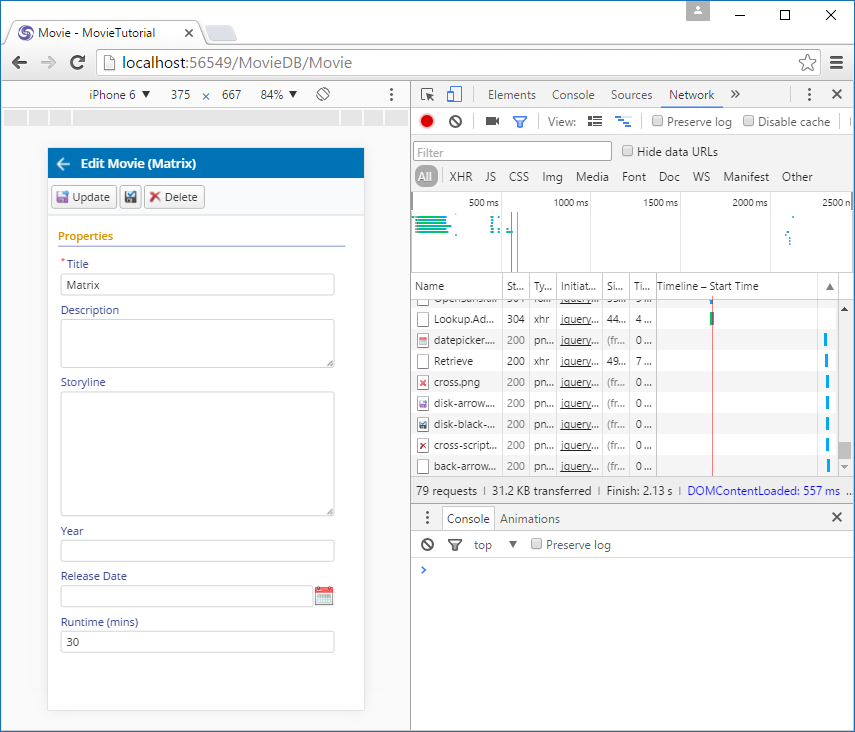 Movie - MovieTutorial
localhost:56549/MovieDB/Movie
iPhone 6 ▼ 375 x 667 84% ▼
Elements Console Sources Network »
View: Preserve log Disable cache
Filter Hide data URLs
All XHR JS CSS Img Media Font Doc WS Manifest Other
500 ms 1000 ms 1500 ms 2000 ms 2500 n
Name St... Ty... Initiat... Si... Ti... Timeline – Start Time ▲
Lookup.Ad... 304 xhr jquery... 44... 4 ...
datepicker.... 200 pn... jquery... (fr... 0 ...
Retrieve 200 xhr jquery... 49... 7 ...
cross.png 200 pn... jquery... (fr... 0 ...
disk-arrow.... 200 pn... jquery... (fr... 0 ...
disk-black-... 200 pn... jquery... (fr... 0 ...
cross-script... 200 pn... jquery... (fr... 0 ...
back-arrow... 200 pn... jquery... (fr... 0 ...
79 requests | 31.2 KB transferred | Finish: 2.13 s | DOMContentLoaded: 557 ms ...
Console Animations
top ▼ Preserve log
Edit Movie (Matrix)
Update Delete
Properties
*Title
Matrix
Description
Storyline
Year
Release Date
Runtime (mins)
30